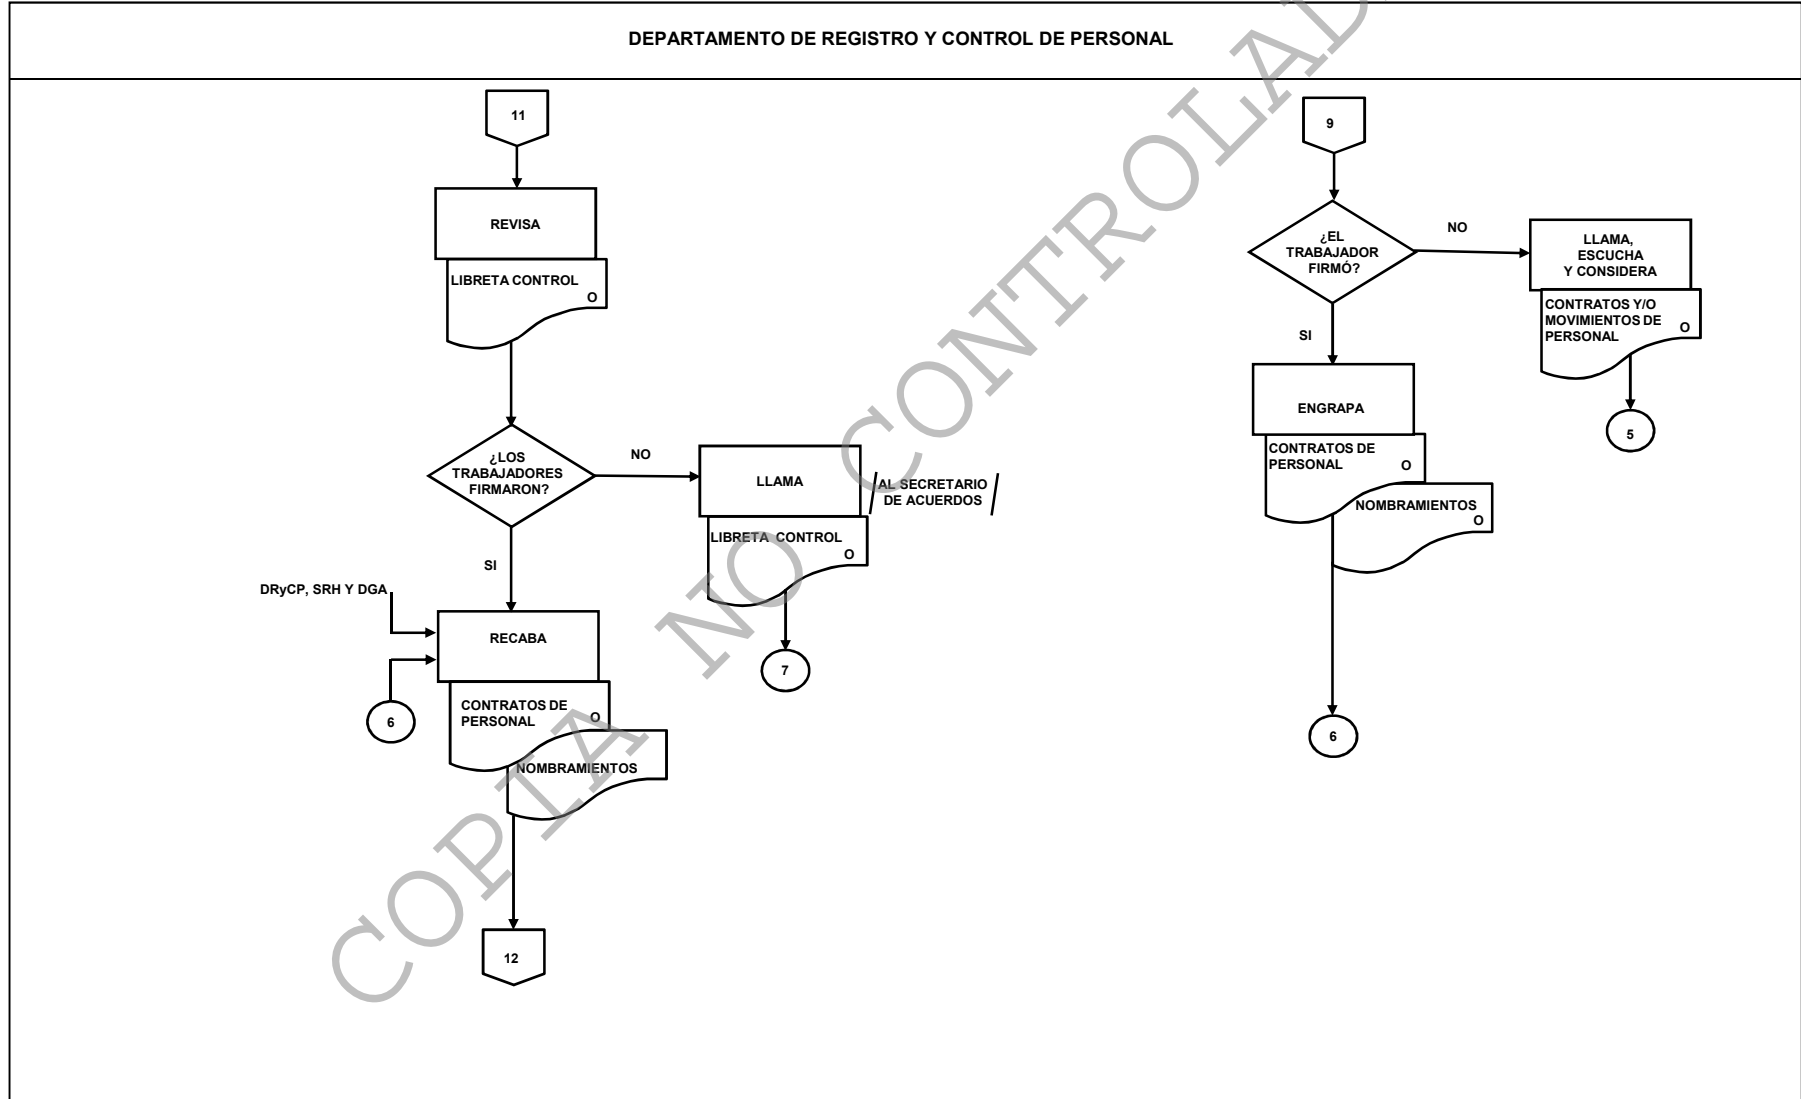 DEPARTAMENTO DE REGISTRO Y CONTROL DE PERSONAL
11
REVISA
LIBRETA CONTROL
O
¿LOS
TRABAJADORES
FIRMARON?
NO
LLAMA
AL SECRETARIO
DE ACUERDOS
LIBRETA CONTROL
O
7
SI
DRyCP, SRH Y DGA
RECABA
6
CONTRATOS DE
PERSONAL
O
NOMBRAMIENTOS
12
9
¿EL
TRABAJADOR
FIRMÓ?
NO
LLAMA,
ESCUCHA
Y CONSIDERA
CONTRATOS Y/O
MOVIMIENTOS DE
PERSONAL
O
5
SI
ENGRAPA
CONTRATOS DE
PERSONAL
O
NOMBRAMIENTOS
O
6
COPIA NO CONTROLAD